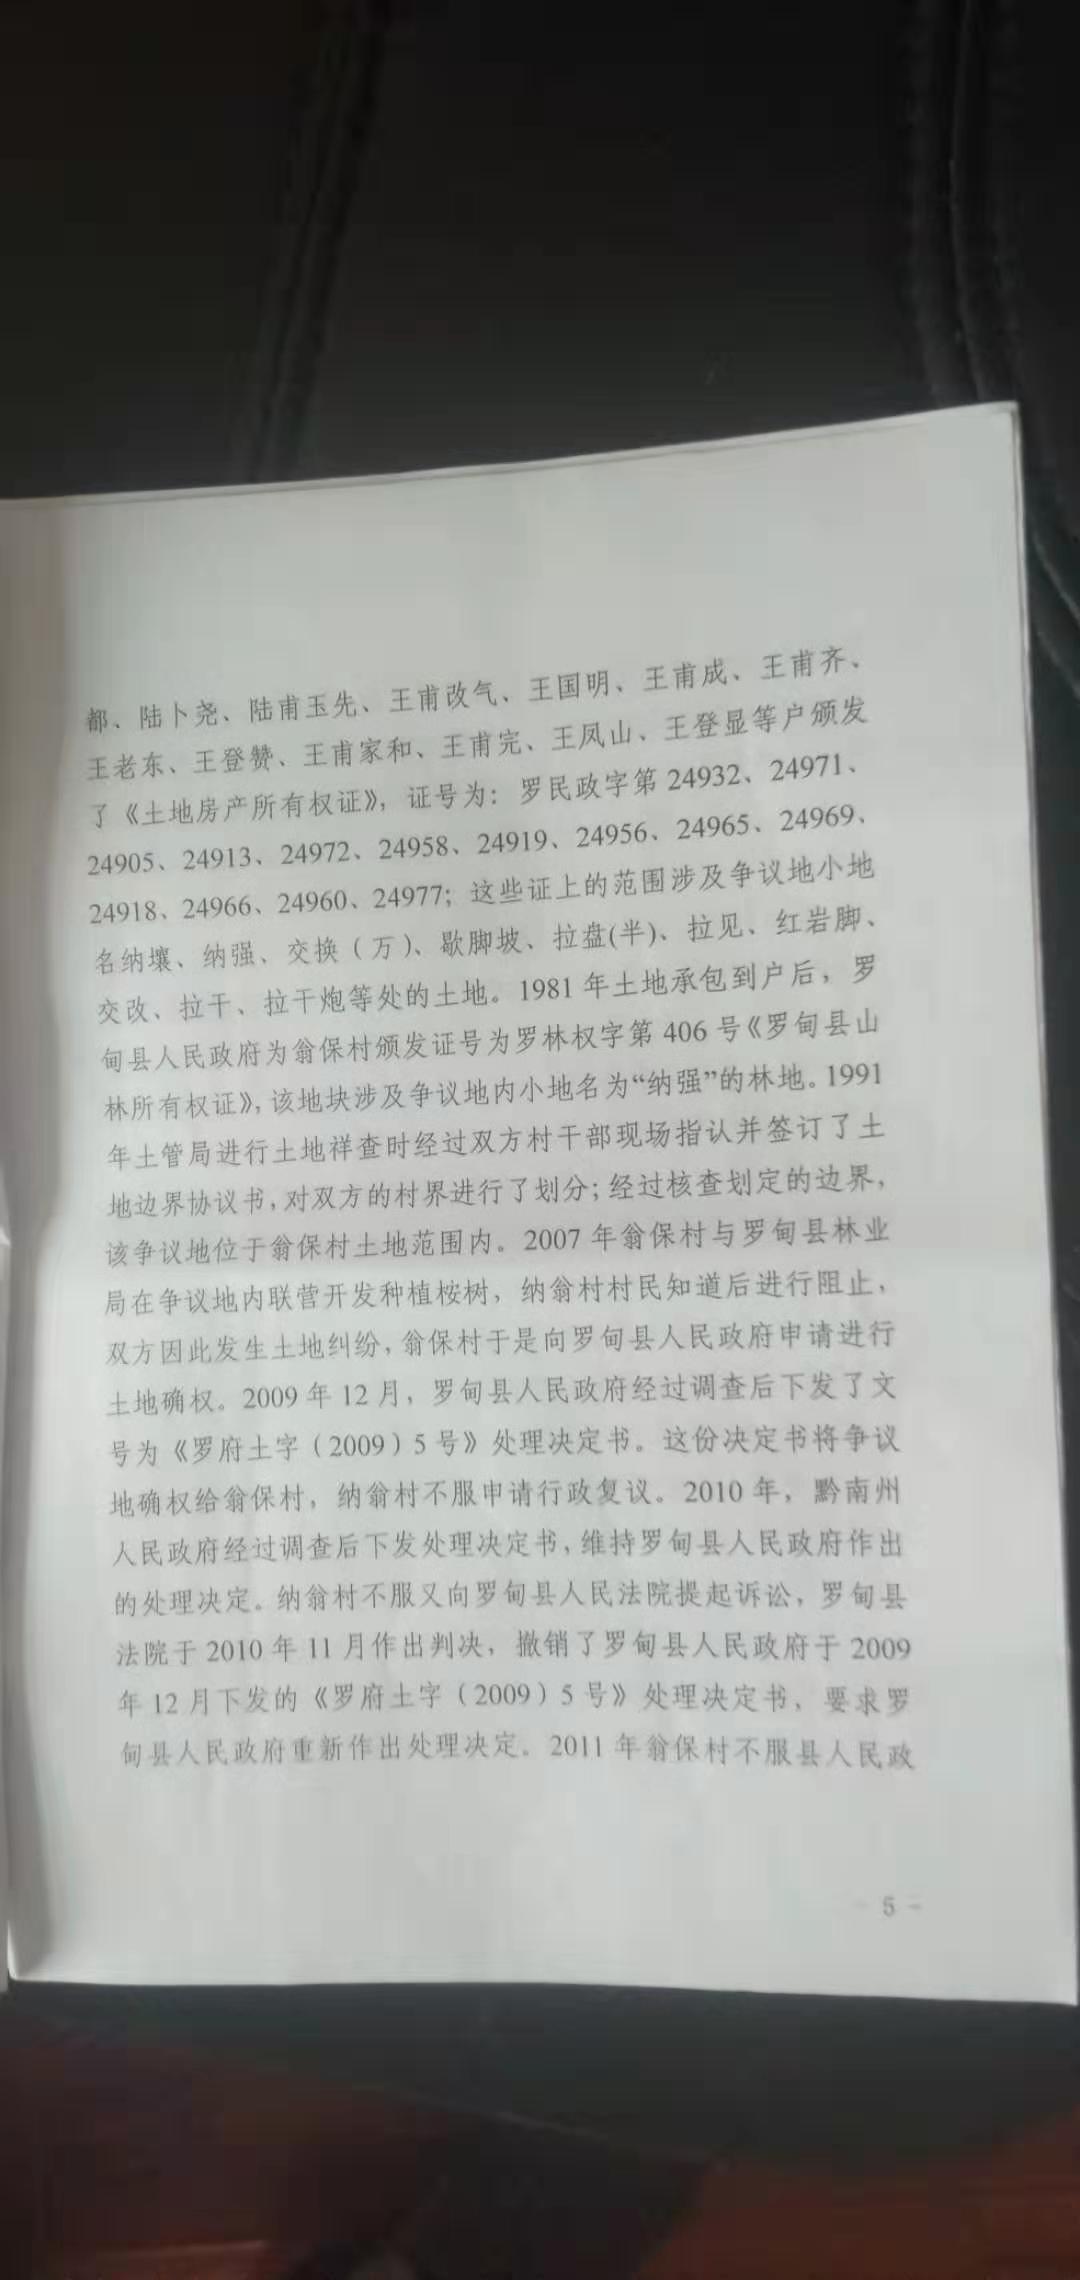 都、陆卜尧、陆甫玉先、王甫改气、王国明、王甫成、王甫齐、
王老东、王登赞、王甫家和、王甫完、王凤山、王登显等户颁发
了《土地房产所有权证》，证号为：罗民政字第 24932、24971、
24905、24913、24972、24958、24919、24956、24965、24969、
24918、24966、24960、24977；这些证上的范围涉及争议地小地
名纳壤、纳强、交换（万）、歇脚坡、拉盘(半)、拉见、红岩脚、
交改、拉干、拉干炮等处的土地。1981 年土地承包到户后，罗
甸县人民政府为翁保村颁发证号为罗林权字第 406 号《罗甸县山
林所有权证》，该地块涉及争议地内小地名为“纳强”的林地。1991
年土管局进行土地祥查时经过双方村干部现场指认并签订了土
地边界协议书，对双方的村界进行了划分；经过核查划定的边界，
该争议地位于翁保村土地范围内。2007 年翁保村与罗甸县林业
局在争议地内联营开发种植桉树，纳翁村村民知道后进行阻止，
双方因此发生土地纠纷，翁保村于是向罗甸县人民政府申请进行
土地确权。2009 年 12 月，罗甸县人民政府经过调查后下发了文
号为《罗府土字（2009）5 号》处理决定书。这份决定书将争议
地确权给翁保村，纳翁村不服申请行政复议。2010 年，黔南州
人民政府经过调查后下发处理决定书，维持罗甸县人民政府作出
的处理决定。纳翁村不服又向罗甸县人民法院提起诉讼，罗甸县
法院于 2010 年 11 月作出判决，撤销了罗甸县人民政府于 2009
年 12 月下发的《罗府土字（2009）5 号》处理决定书，要求罗
甸县人民政府重新作出处理决定。2011 年翁保村不服县人民政
- 5 -